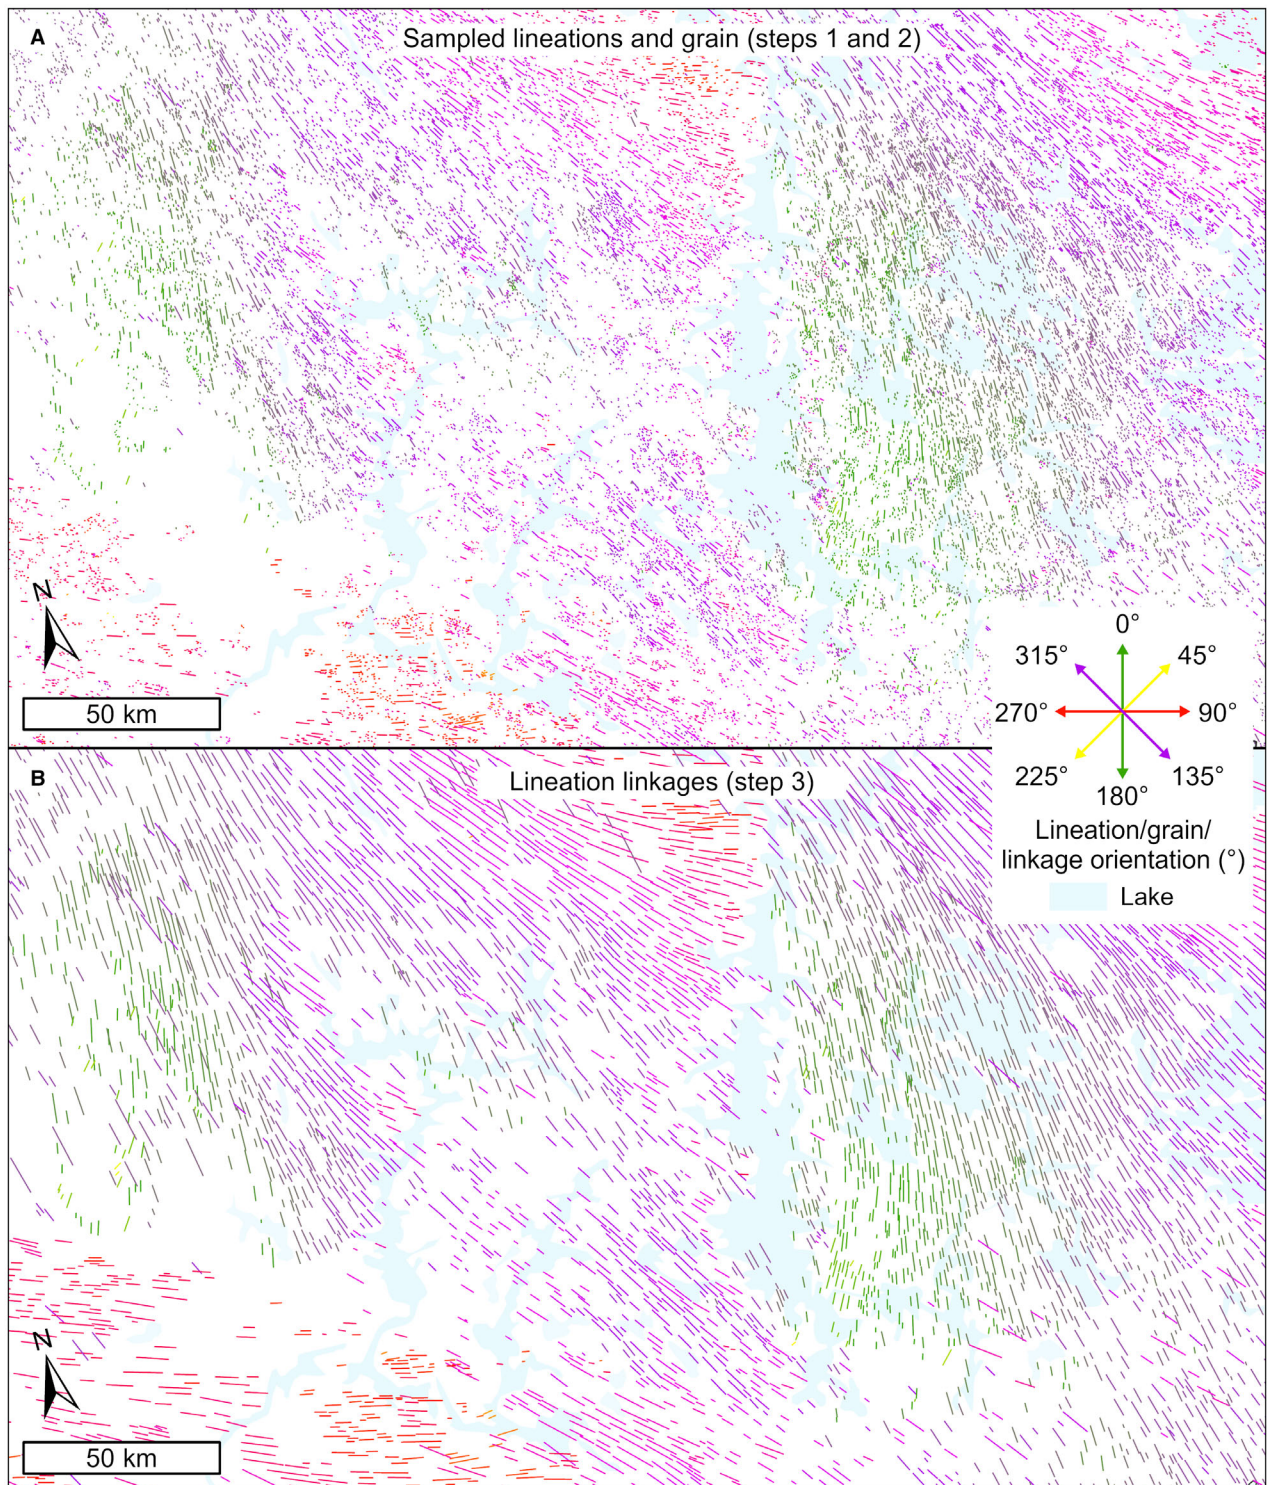 A
Sampled lineations and grain (steps 1 and 2)
N
50 km
0°
315°
45°
270°
90°
225°
135°
180°
Lineation/grain/
linkage orientation (°)
Lake
B
Lineation linkages (step 3)
N
50 km